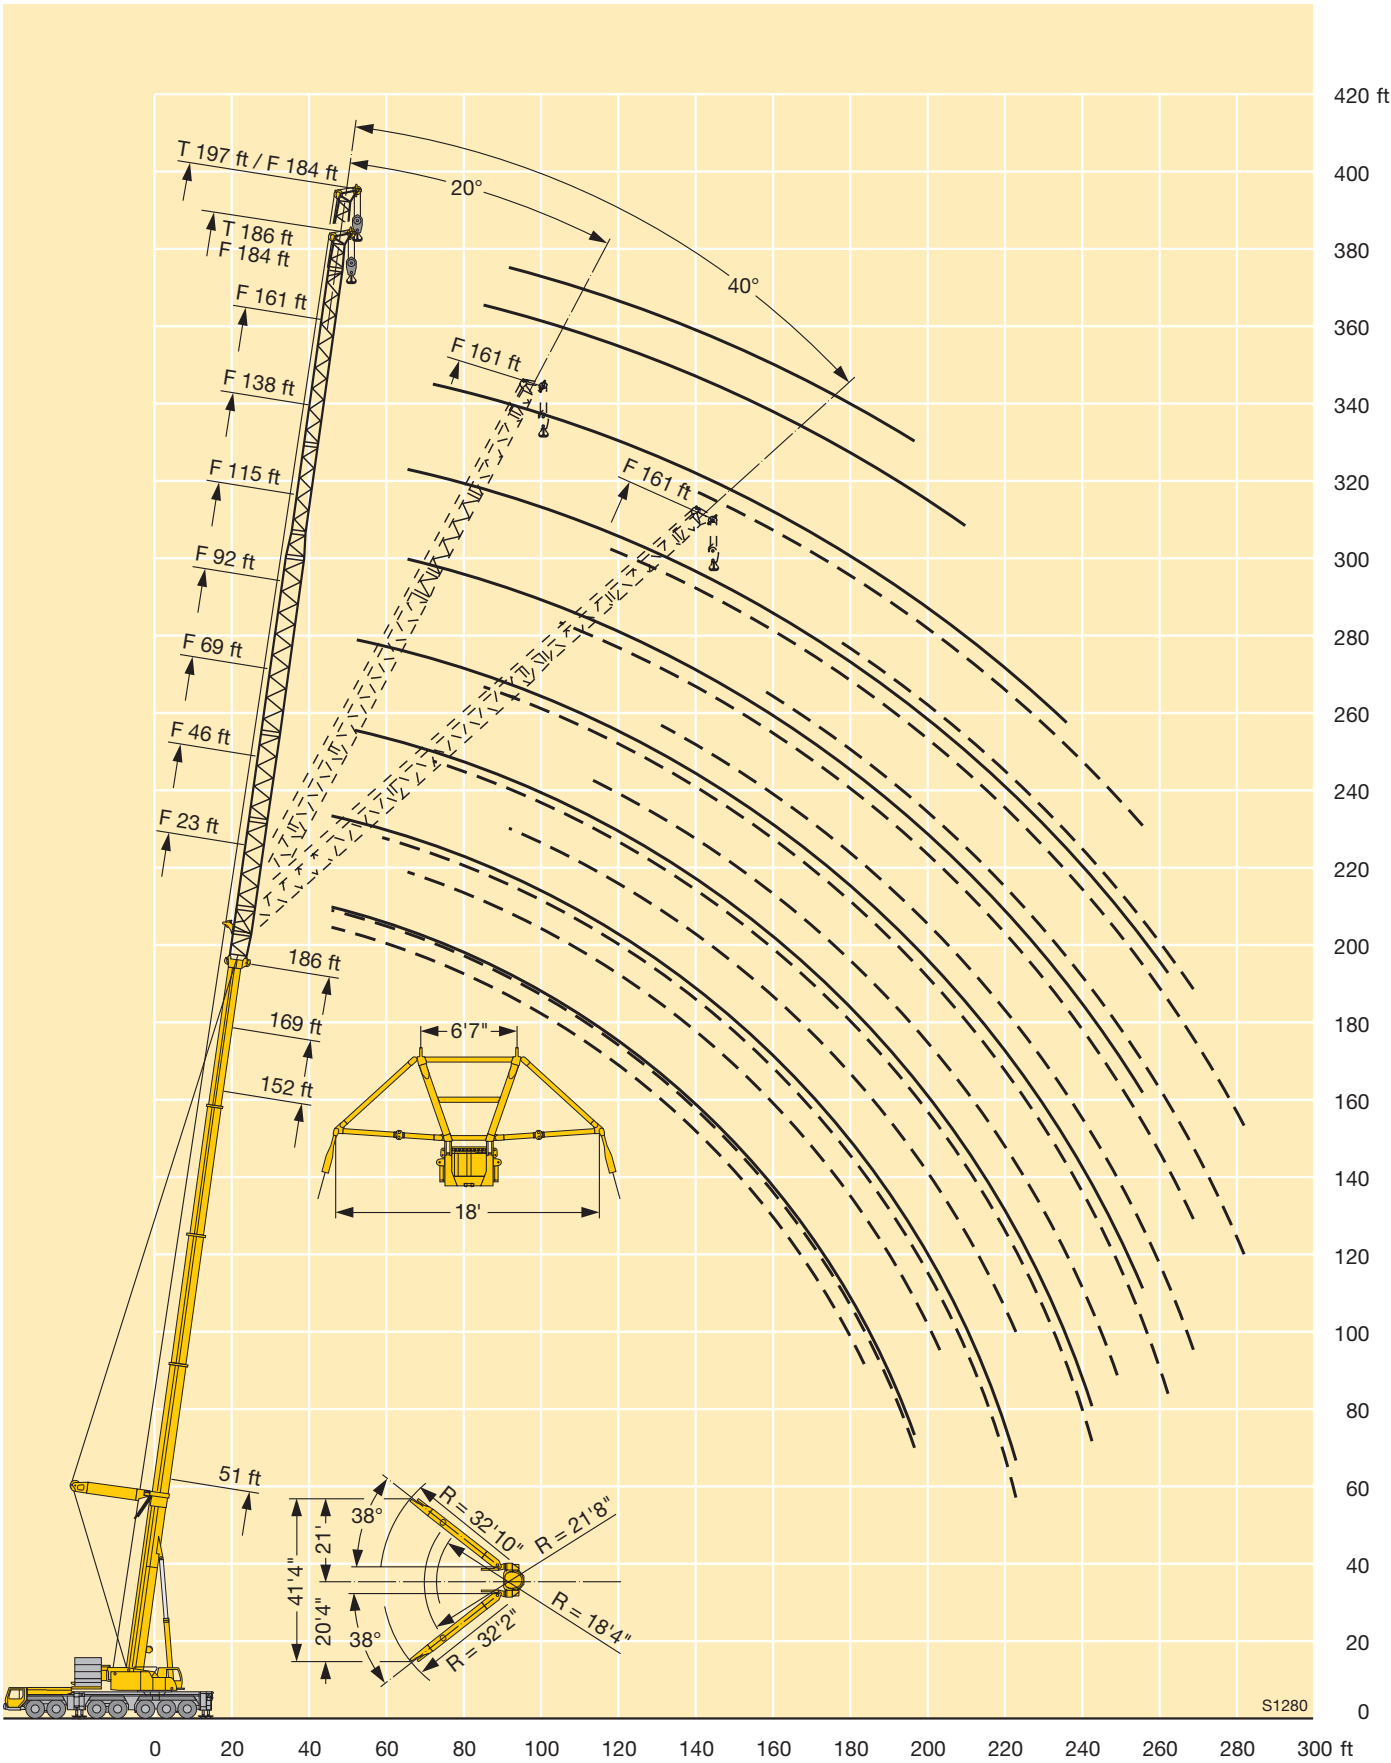 420 ft
T 197 ft / F 184 ft
400
20°
T 186 ft
F 184 ft
380
40°
F 161 ft
360
F 161 ft
F 138 ft
340
F 161 ft
F 115 ft
320
F 92 ft
300
F 69 ft
280
F 46 ft
260
240
F 23 ft
220
200
186 ft
169 ft
6'7"
180
152 ft
160
140
18'
120
100
80
51 ft
60
38°
R = 32'10"
R = 21'8"
21'
41'4"
40
20'4"
38°
R = 32'2"
R = 18'4"
20
S1280
0
0 20 40 60 80 100 120 140 160 180 200 220 240 260 280 300 ft